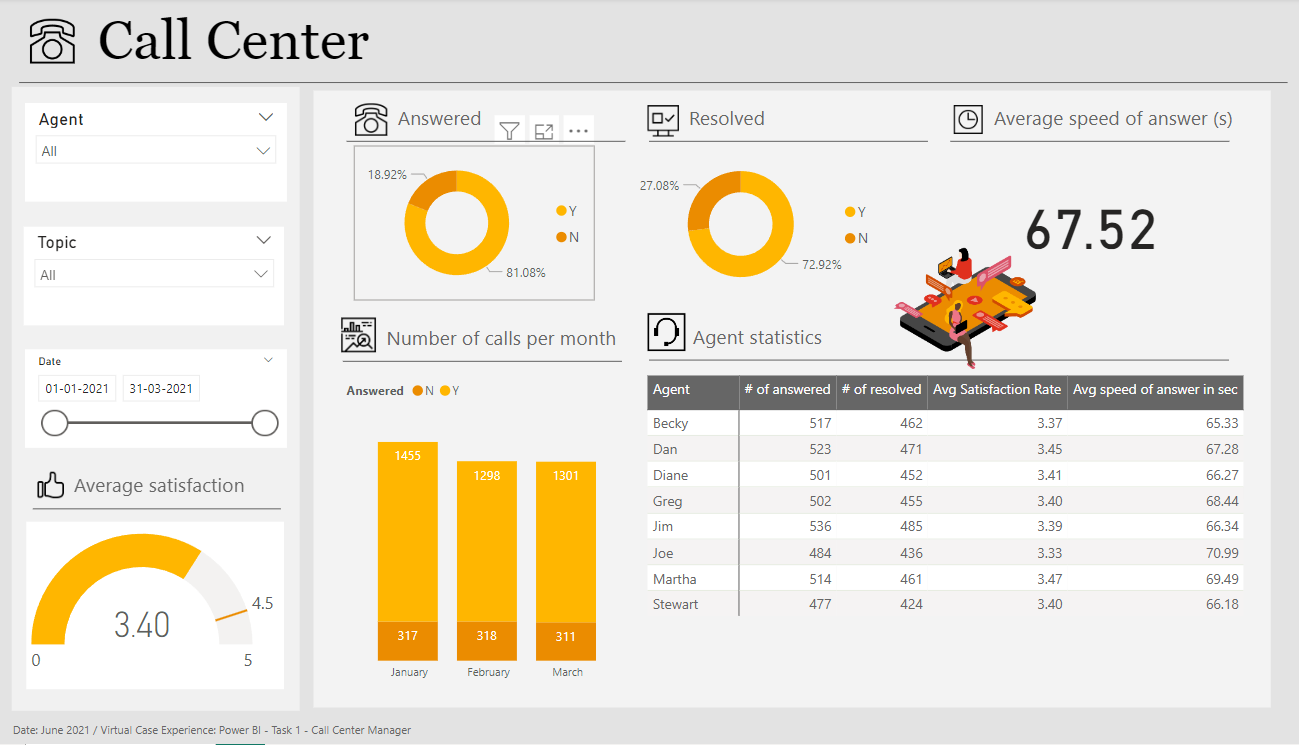 Call Center
Agent
All
Topic
All
Date
01-01-2021 31-03-2021
Average satisfaction
3.40
4.5
0 5
Answered
18.92%
81.08%
Y
N
Resolved
27.08%
72.92%
Y
N
Average speed of answer (s)
67.52
Number of calls per month
Answered N Y
1455 1298 1301
317 318 311
January February March
Agent statistics
Agent # of answered # of resolved Avg Satisfaction Rate Avg speed of answer in sec
Becky 517 462 3.37 65.33
Dan 523 471 3.45 67.28
Diane 501 452 3.41 66.27
Greg 502 455 3.40 68.44
Jim 536 485 3.39 66.34
Joe 484 436 3.33 70.99
Martha 514 461 3.47 69.49
Stewart 477 424 3.40 66.18
Date: June 2021 / Virtual Case Experience: Power BI - Task 1 - Call Center Manager